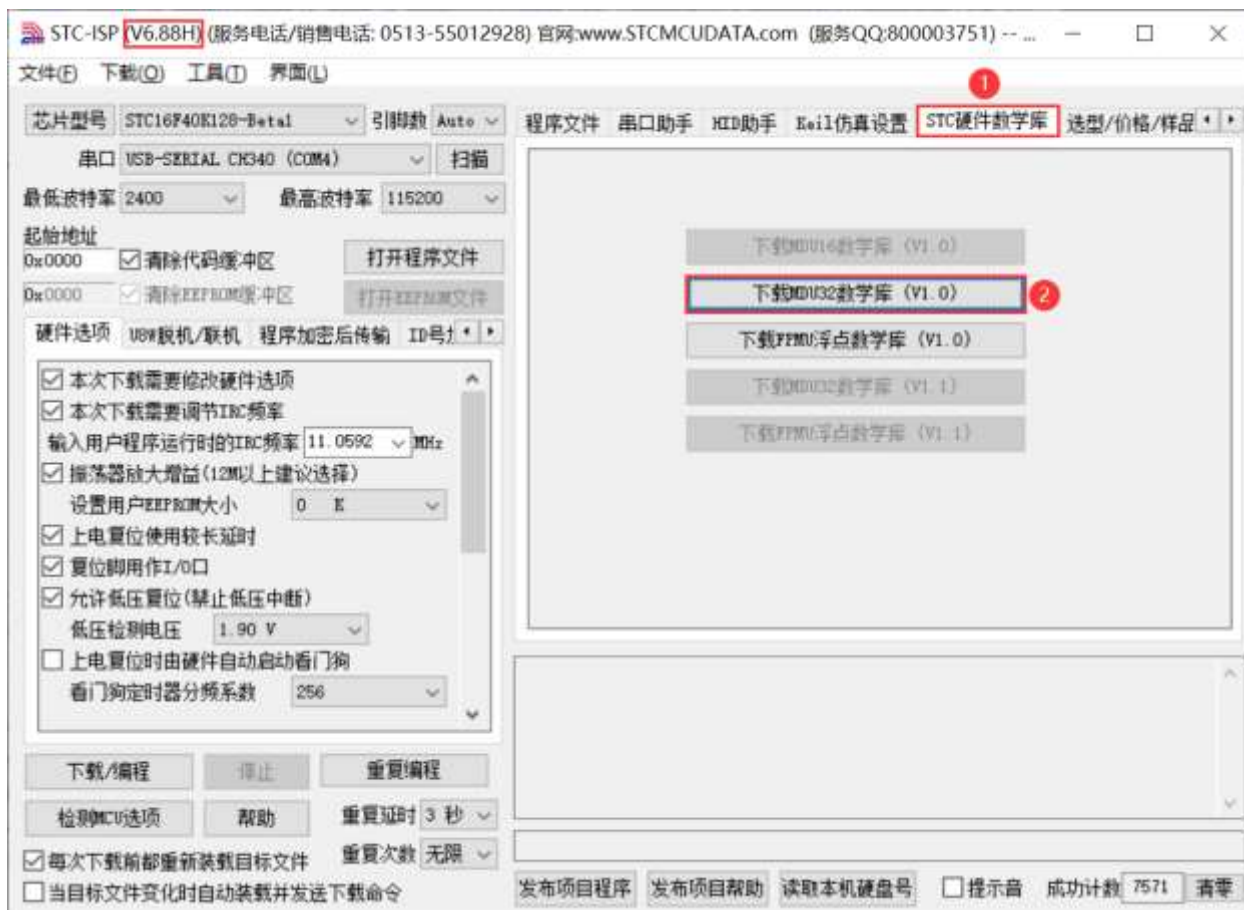 STC-ISP (V6.88H) (服务电话/销售电话: 0513-55012928) 官网:www.STCMCUDATA.com (服务QQ:800003751) -- ...
文件(F) 下载(O) 工具(T) 界面(L)
1
芯片型号 STC16F40K128-Beta1 引脚数 Auto
串口 USB-SERIAL CH340 (COM4) 扫描
最低波特率 2400 最高波特率 115200
起始地址
0x0000 清除代码缓冲区 打开程序文件
0x0000 清除EEPROM缓冲区 打开EEPROM文件
硬件选项 U8W脱机/联机 程序加密后传输 ID号
本次下载需要修改硬件选项
本次下载需要调节IRC频率
输入用户程序运行时的IRC频率 11.0592 MHz
振荡器放大增益(12M以上建议选择)
设置用户EEPROM大小 0 K
上电复位使用较长延时
复位脚用作I/O口
允许低压复位(禁止低压中断)
低压检测电压 1.90 V
上电复位时由硬件自动启动看门狗
看门狗定时器分频系数 256
下载/编程 停止 重复编程
检测MCU选项 帮助 重复延时 3 秒
每次下载前都重新装载目标文件 重复次数 无限
当目标文件变化时自动装载并发送下载命令
程序文件 串口助手 HID助手 Keil仿真设置 STC硬件数学库 选型/价格/样品
下载MDU16数学库 (V1.0)
下载MDU32数学库 (V1.0) 2
下载FPMU浮点数学库 (V1.0)
下载MDU32数学库 (V1.1)
下载FPMU浮点数学库 (V1.1)
发布项目程序 发布项目帮助 读取本机硬盘号 提示音 成功计数 7571 清零